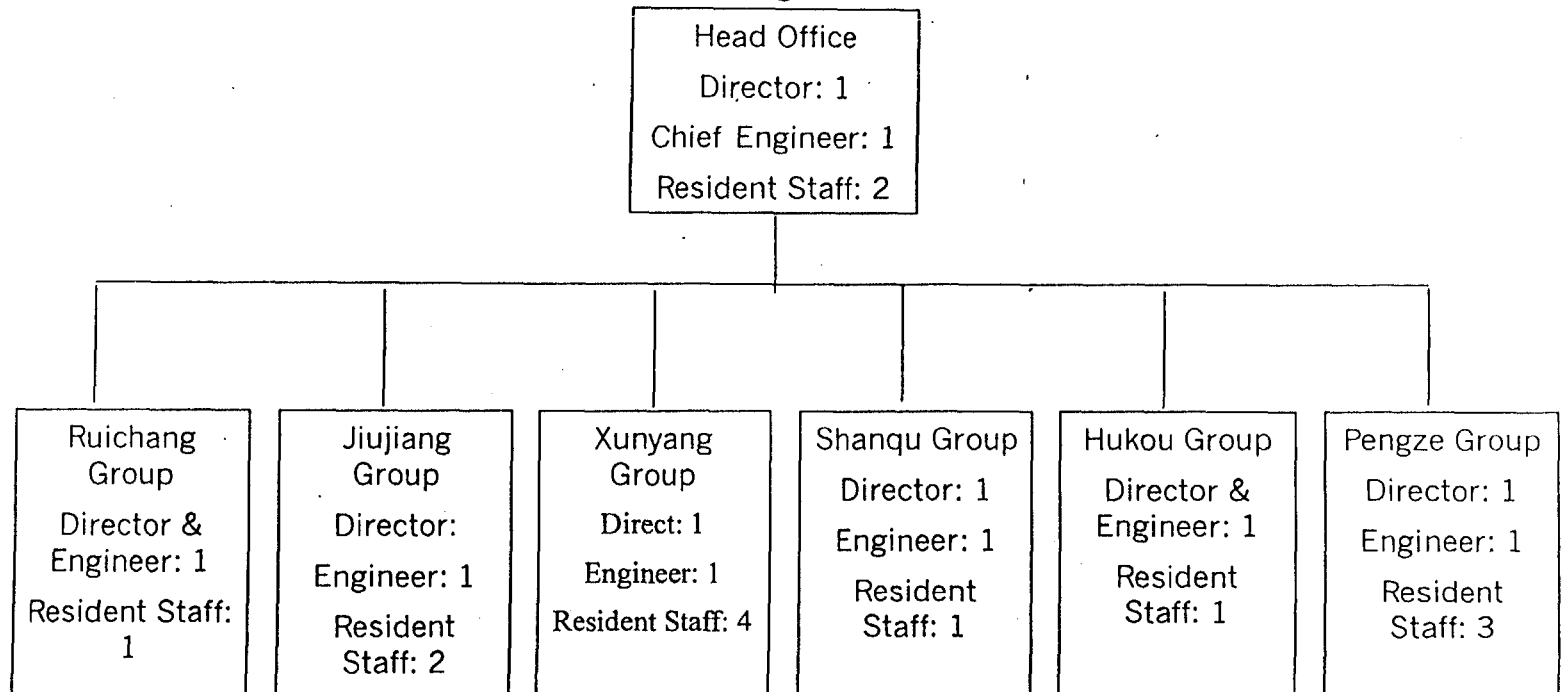 Head Office
Director: 1
Chief Engineer: 1
Resident Staff: 2
Ruichang
Group
Director &
Engineer: 1
Resident Staff:
1
Jiujiang
Group
Director:
Engineer: 1
Resident
Staff: 2
Xunyang
Group
Direct: 1
Engineer: 1
Resident Staff: 4
Shanqu Group
Director: 1
Engineer: 1
Resident
Staff: 1
Hukou Group
Director &
Engineer: 1
Resident
Staff: 1
Pengze Group
Director: 1
Engineer: 1
Resident
Staff: 3